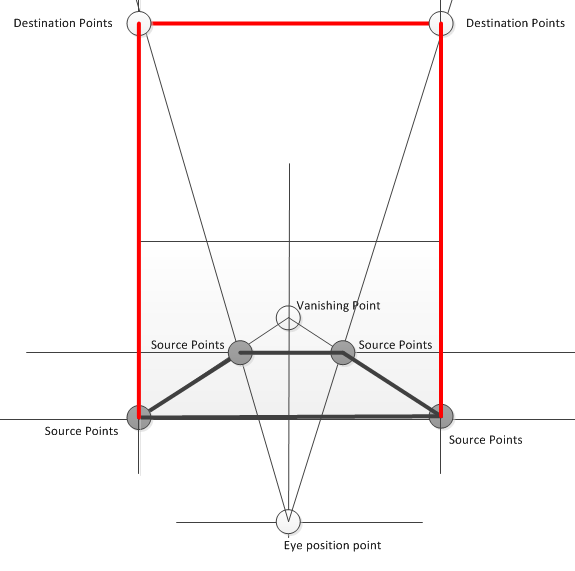 Destination Points
Destination Points
Vanishing Point
Source Points
Source Points
Source Points
Source Points
Eye position point